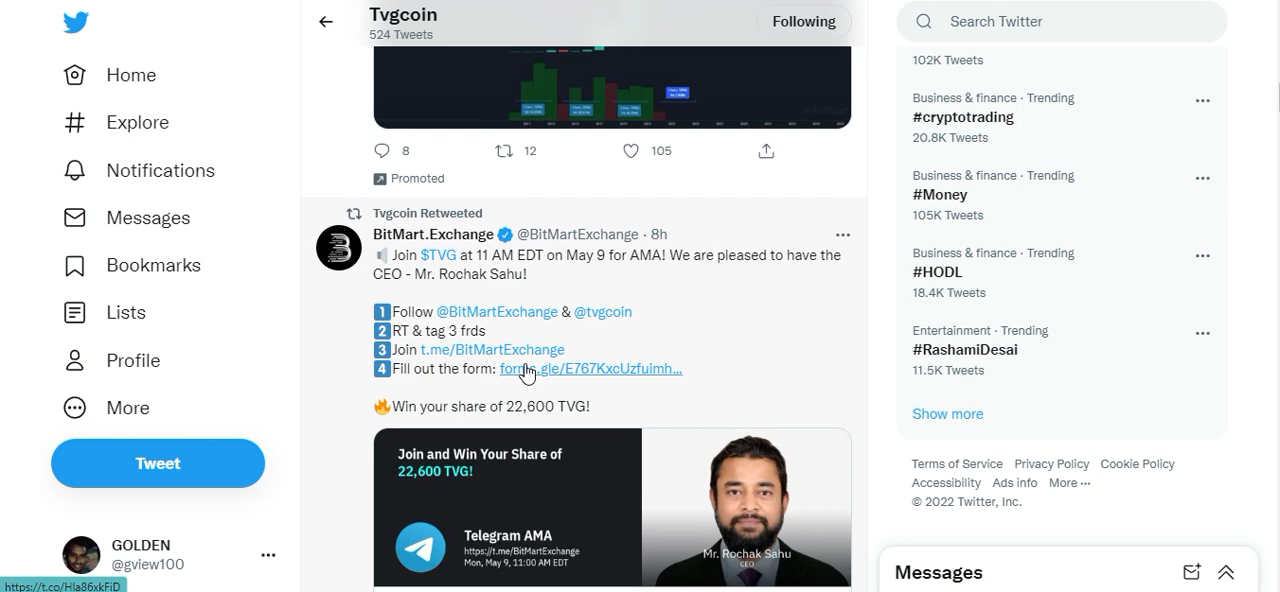 Tvgcoin
524 Tweets
Following
Search Twitter
Home
Explore
Notifications
Messages
Bookmarks
Lists
Profile
More
Tweet
GOLDEN
@gview100
https://t.co/Hla86xkFiD
8
12
105
Promoted
Tvgcoin Retweeted
BitMart.Exchange @BitMartExchange · 8h
Join $TVG at 11 AM EDT on May 9 for AMA! We are pleased to have the
CEO - Mr. Rochak Sahu!
1 Follow @BitMartExchange & @tvgcoin
2 RT & tag 3 frds
3 Join t.me/BitMartExchange
4 Fill out the form: forms.gle/E767KxcUzfuimh...
🔥Win your share of 22,600 TVG!
Join and Win Your Share of
22,600 TVG!
Telegram AMA
https://t.me/BitMartExchange
Mon, May 9, 11:00 AM EDT
Mr. Rochak Sahu
CEO
102K Tweets
Business & finance · Trending
#cryptotrading
20.8K Tweets
Business & finance · Trending
#Money
105K Tweets
Business & finance · Trending
#HODL
18.4K Tweets
Entertainment · Trending
#RashamiDesai
11.5K Tweets
Show more
Terms of Service Privacy Policy Cookie Policy
Accessibility Ads info More ···
© 2022 Twitter, Inc.
Messages